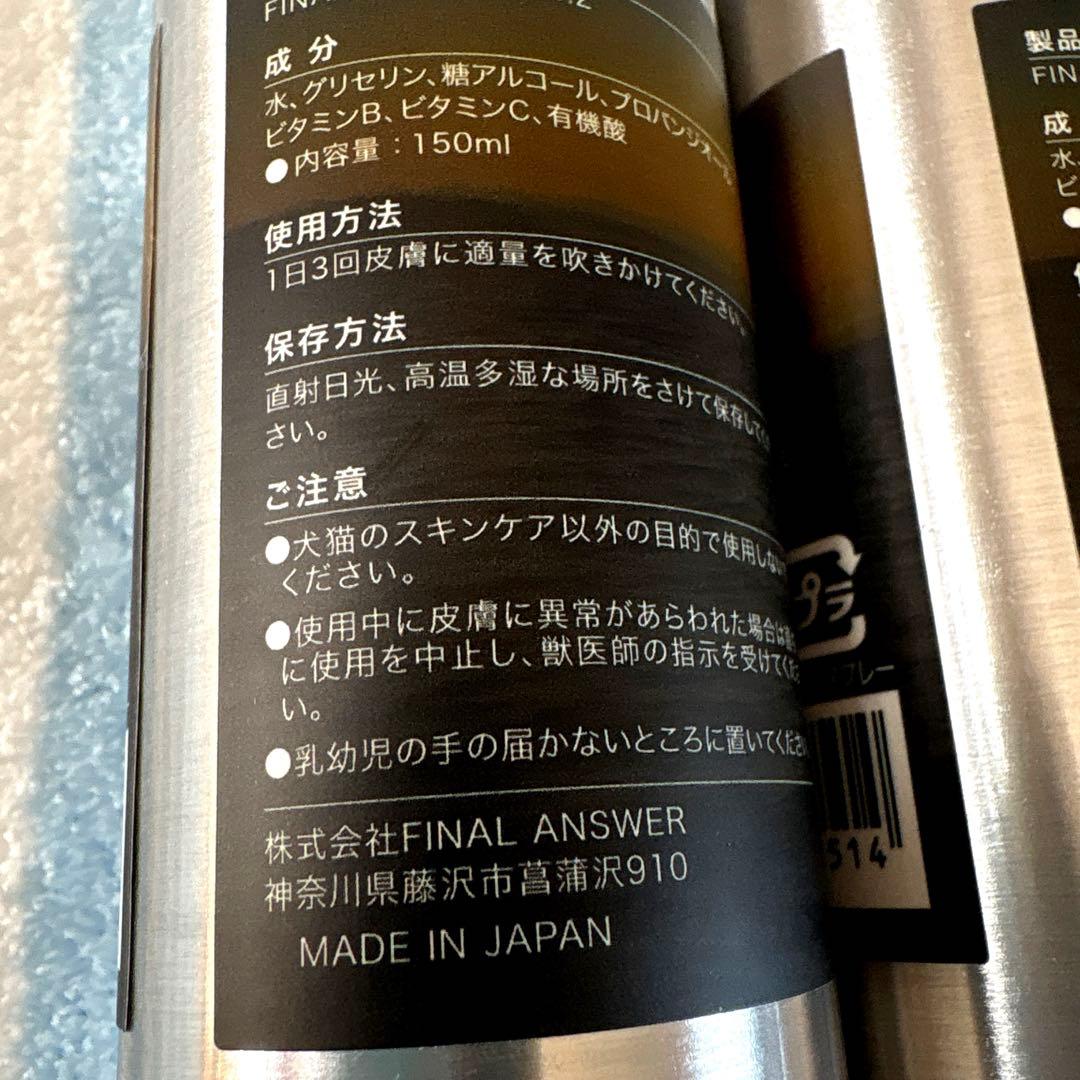 成分
水、グリセリン、糖アルコール、プロパンジオール
ビタミンB、ビタミンC、有機酸
●内容量：150ml
使用方法
1日3回皮膚に適量を吹きかけてください。
保存方法
直射日光、高温多湿な場所をさけて保存してく
さい。
ご注意
●犬猫のスキンケア以外の目的で使用しない
ください。
●使用中に皮膚に異常があらわれた場合は
に使用を中止し、獣医師の指示を受けてくだ
い。
●乳幼児の手の届かないところに置いてくださ
株式会社FINAL ANSWER
神奈川県藤沢市菖蒲沢910
MADE IN JAPAN
プラ
プレー
514
製品
FIN
成
水、
ビ
●